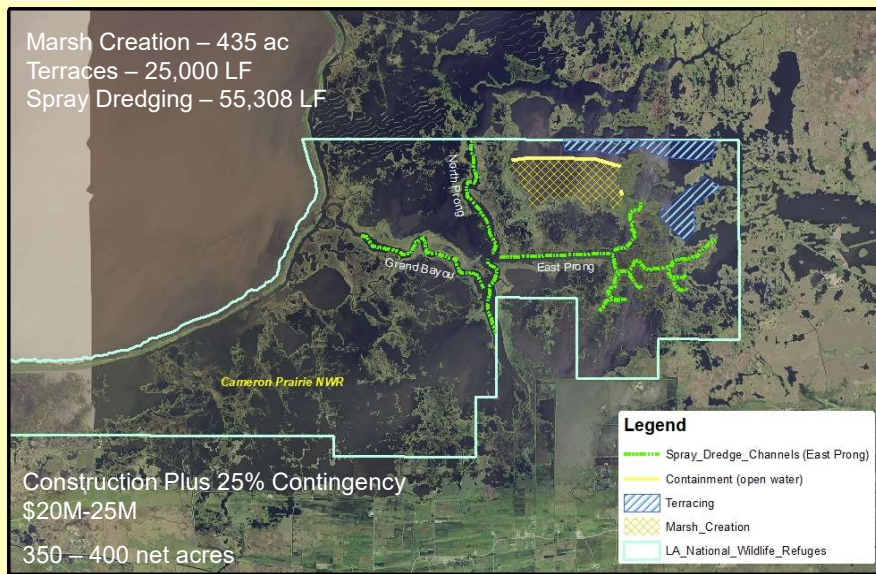 Marsh Creation – 435 ac
Terraces – 25,000 LF
Spray Dredging – 55,308 LF
North Prong
Grand Bayou
East Prong
Cameron Prairie NWR
Construction Plus 25% Contingency
$20M-25M
350 – 400 net acres
Legend
Spray_Dredge_Channels (East Prong)
Containment (open water)
Terracing
Marsh_Creation
LA_National_Wildlife_Refuges